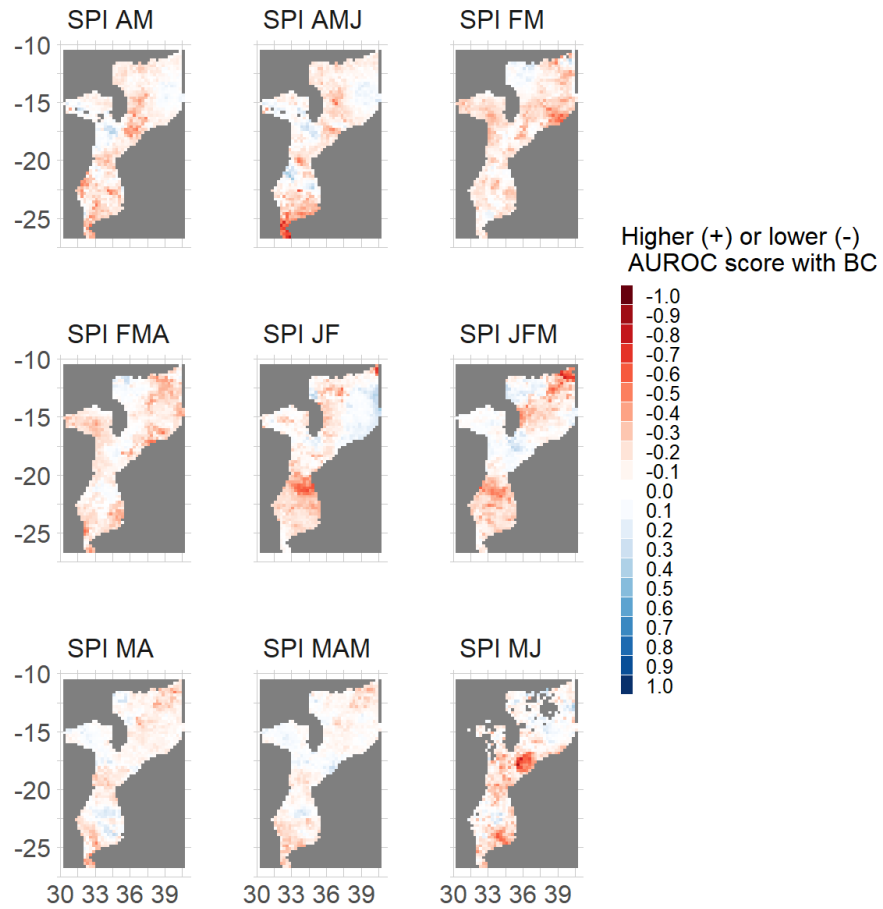 SPI AM
SPI AMJ
SPI FM
-10
-15
-20
-25
Higher (+) or lower (-)
AUROC score with BC
-1.0
-0.9
-0.8
-0.7
-0.6
-0.5
-0.4
-0.3
-0.2
-0.1
0.0
0.1
0.2
0.3
0.4
0.5
0.6
0.7
0.8
0.9
1.0
SPI FMA
SPI JF
SPI JFM
-10
-15
-20
-25
SPI MA
SPI MAM
SPI MJ
-10
-15
-20
-25
30 33 36 39
30 33 36 39
30 33 36 39